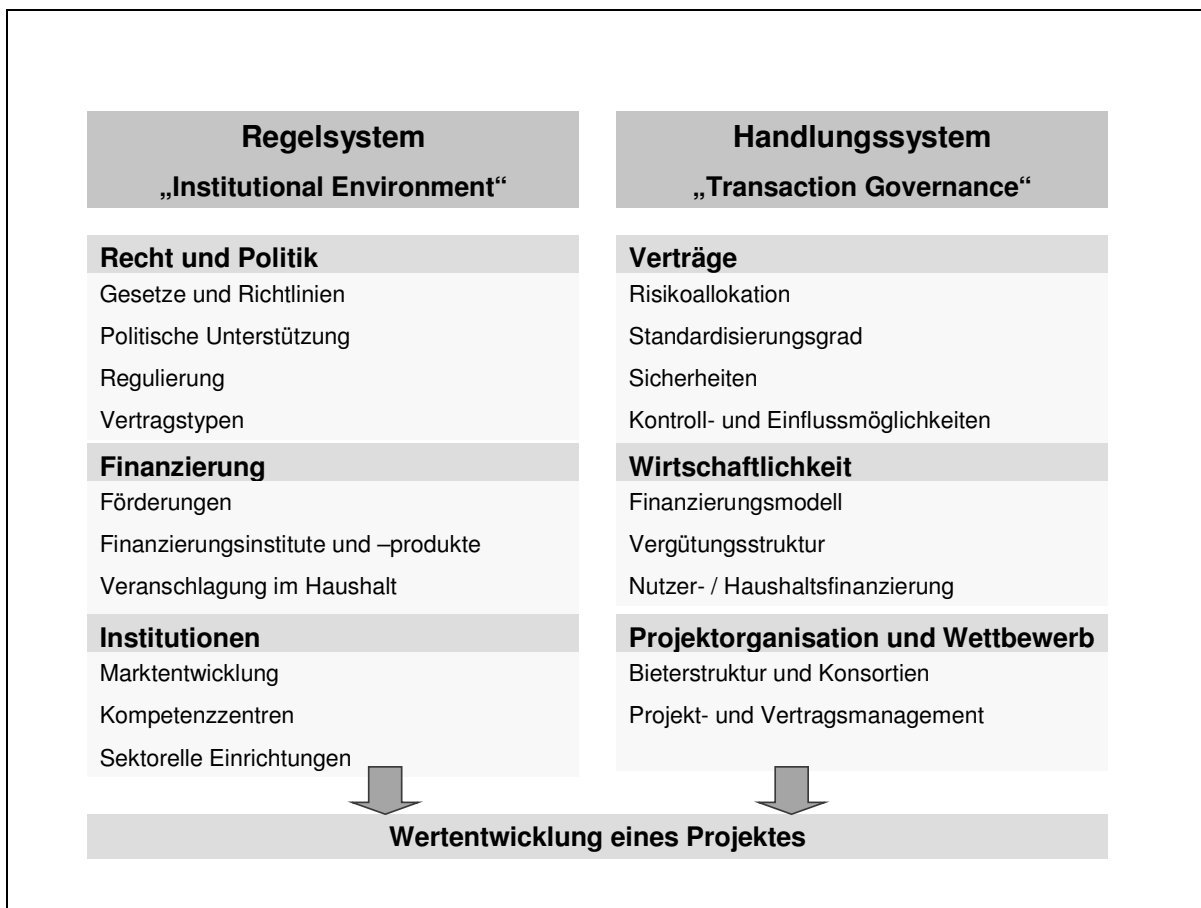 Regelsystem
„Institutional Environment“
Recht und Politik
Gesetze und Richtlinien
Politische Unterstützung
Regulierung
Vertragstypen
Finanzierung
Förderungen
Finanzierungsinstitute und –produkte
Veranschlagung im Haushalt
Institutionen
Marktentwicklung
Kompetenzzentren
Sektorelle Einrichtungen
Handlungssystem
„Transaction Governance“
Verträge
Risikoallokation
Standardisierungsgrad
Sicherheiten
Kontroll- und Einflussmöglichkeiten
Wirtschaftlichkeit
Finanzierungsmodell
Vergütungsstruktur
Nutzer- / Haushaltsfinanzierung
Projektorganisation und Wettbewerb
Bieterstruktur und Konsortien
Projekt- und Vertragsmanagement
Wertentwicklung eines Projektes